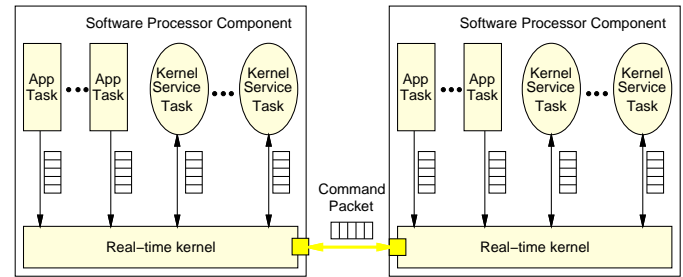 Software Processor Component
App
Task
App
Task
Kernel
Service
Task
Kernel
Service
Task
Real−time kernel
Command
Packet
Software Processor Component
App
Task
App
Task
Kernel
Service
Task
Kernel
Service
Task
Real−time kernel